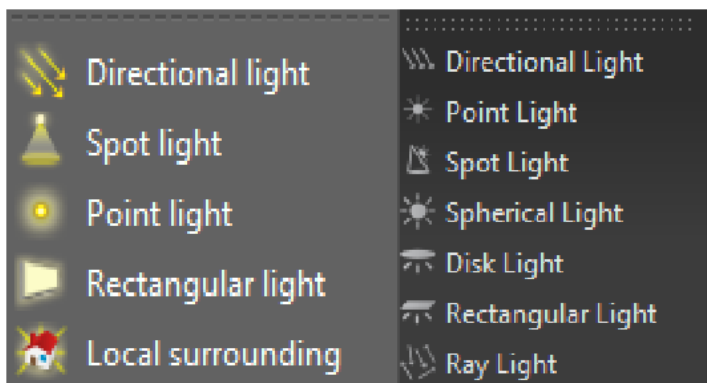 Directional light
Spot light
Point light
Rectangular light
Local surrounding
Directional Light
Point Light
Spot Light
Spherical Light
Disk Light
Rectangular Light
Ray Light